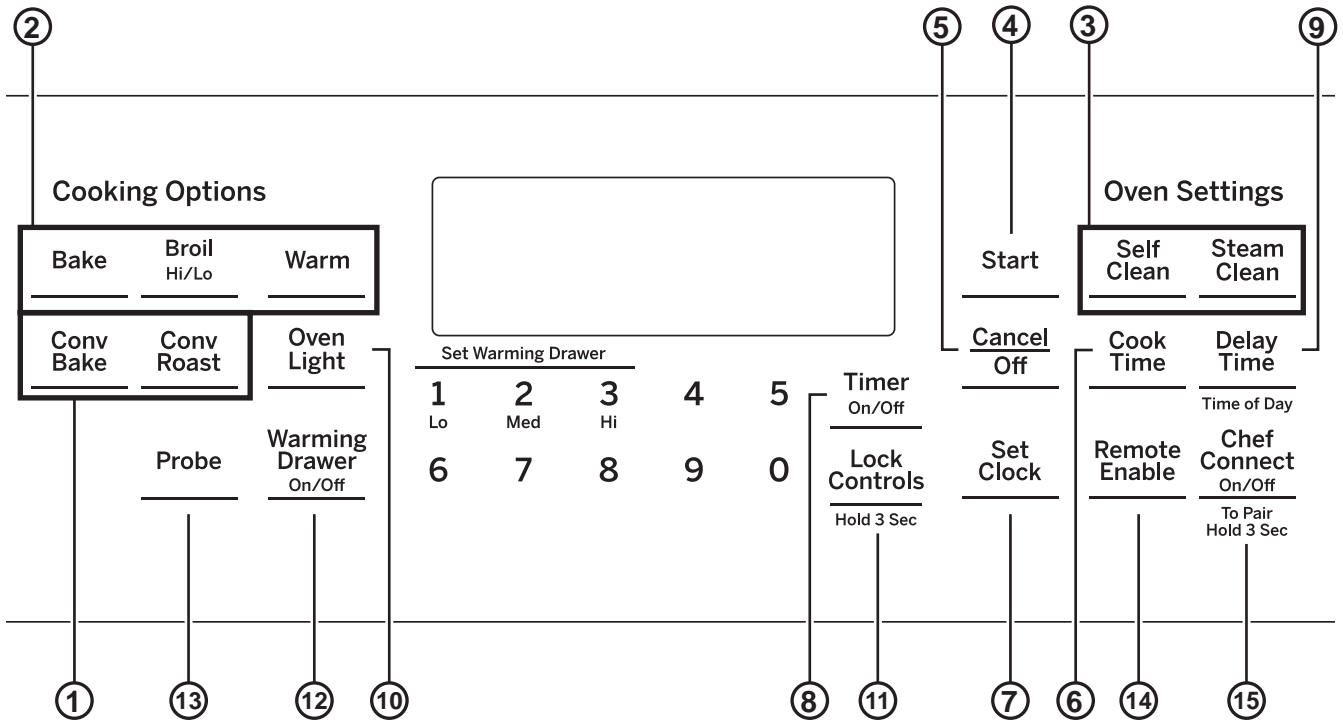 2
5
4
3
9
Cooking Options
Oven Settings
Bake
Broil
Hi/Lo
Warm
Start
Self
Clean
Steam
Clean
Conv
Bake
Conv
Roast
Oven
Light
Set Warming Drawer
1
Lo
2
Med
3
Hi
4
5
Timer
On/Off
Cancel
Off
Cook
Time
Delay
Time
Time of Day
Probe
Warming
Drawer
On/Off
6
7
8
9
0
Lock
Controls
Hold 3 Sec
Set
Clock
Remote
Enable
Chef
Connect
On/Off
To Pair
Hold 3 Sec
1
13
12
10
8
11
7
6
14
15